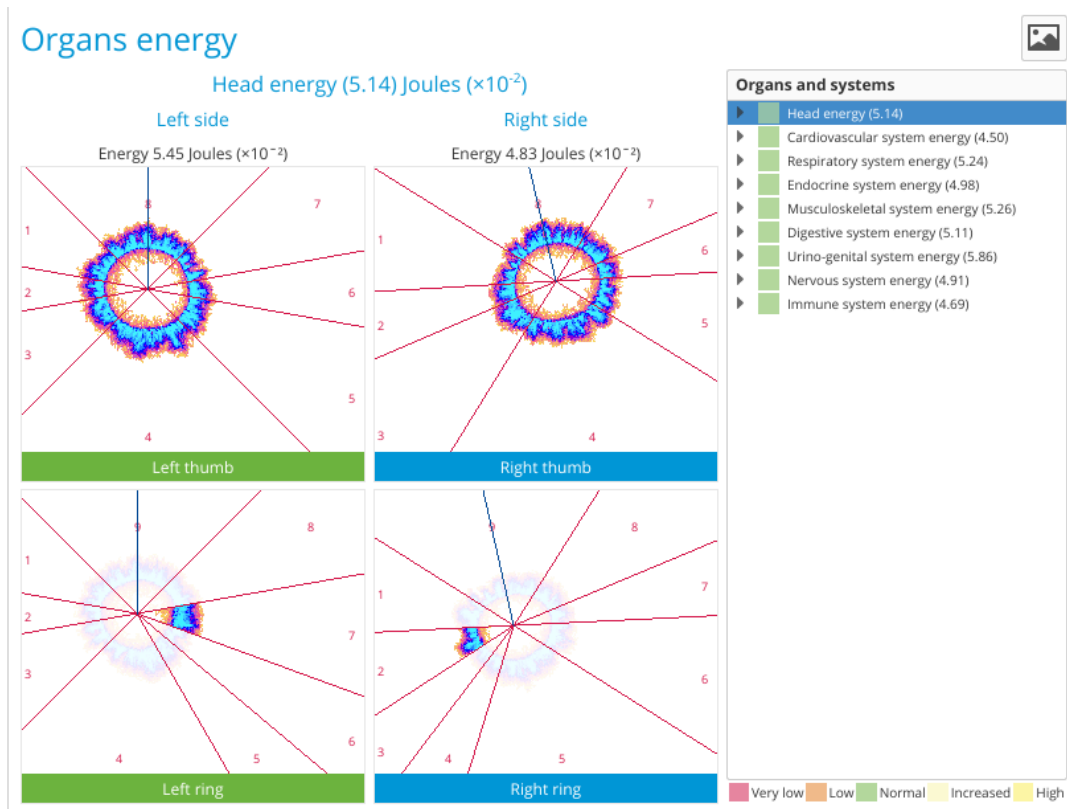 Organs energy
Head energy (5.14) Joules (×10⁻²)
Left side
Right side
Energy 5.45 Joules (×10⁻²)
Energy 4.83 Joules (×10⁻²)
8
7
1
2
6
3
5
4
Left thumb
8
7
1
6
2
5
3
4
Right thumb
9
8
1
2
7
3
6
4
5
Left ring
9
8
7
1
2
6
3
4
5
Right ring
Organs and systems
Head energy (5.14)
Cardiovascular system energy (4.50)
Respiratory system energy (5.24)
Endocrine system energy (4.98)
Musculoskeletal system energy (5.26)
Digestive system energy (5.11)
Urino-genital system energy (5.86)
Nervous system energy (4.91)
Immune system energy (4.69)
Very low Low Normal Increased High